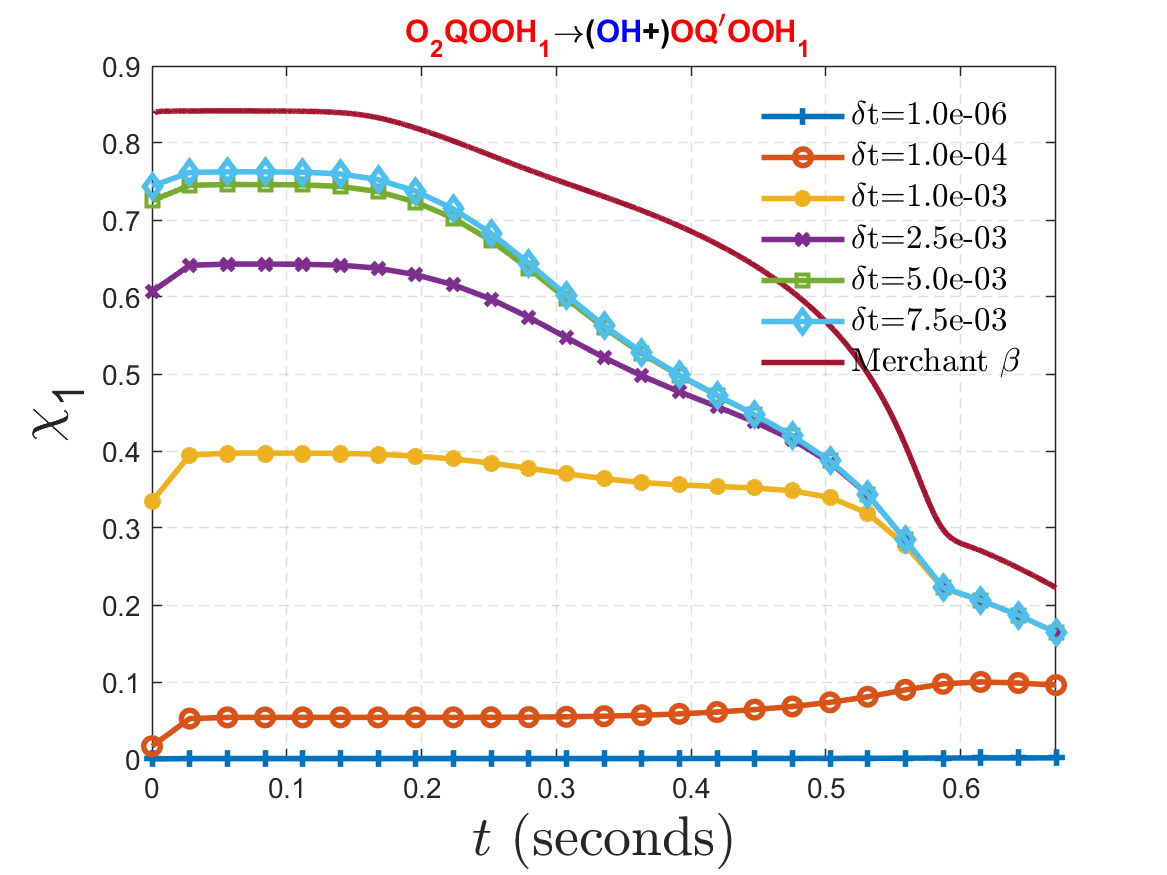 O₂QOOH₁→(OH+)OQ′OOH₁
0.9
0.8
0.7
0.6
0.5
0.4
0.3
0.2
0.1
0
χ₁
δt=1.0e-06
δt=1.0e-04
δt=1.0e-03
δt=2.5e-03
δt=5.0e-03
δt=7.5e-03
Merchant β
0 0.1 0.2 0.3 0.4 0.5 0.6
t (seconds)